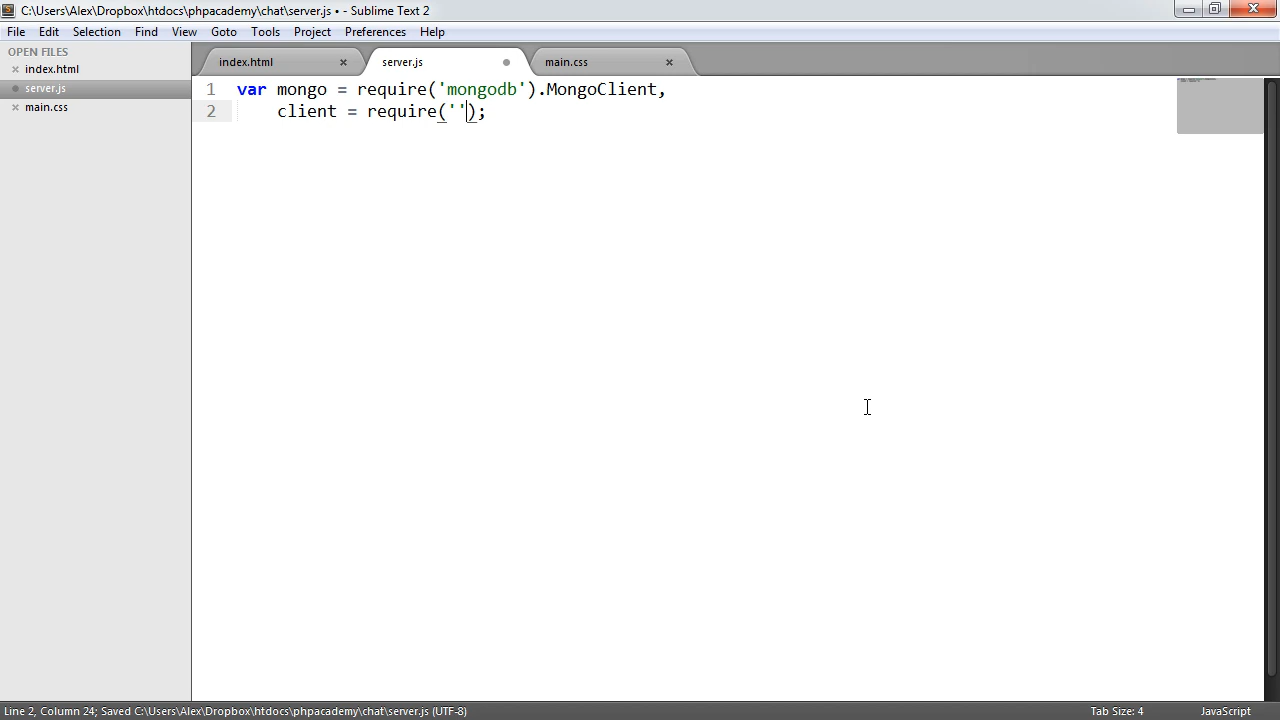 C:\Users\Alex\Dropbox\htdocs\phpacademy\chat\server.js • - Sublime Text 2
File Edit Selection Find View Goto Tools Project Preferences Help
OPEN FILES
index.html
server.js
main.css
index.html server.js main.css
1 var mongo = require('mongodb').MongoClient,
2 client = require('');
Line 2, Column 24; Saved C:\Users\Alex\Dropbox\htdocs\phpacademy\chat\server.js (UTF-8) Tab Size: 4 JavaScript